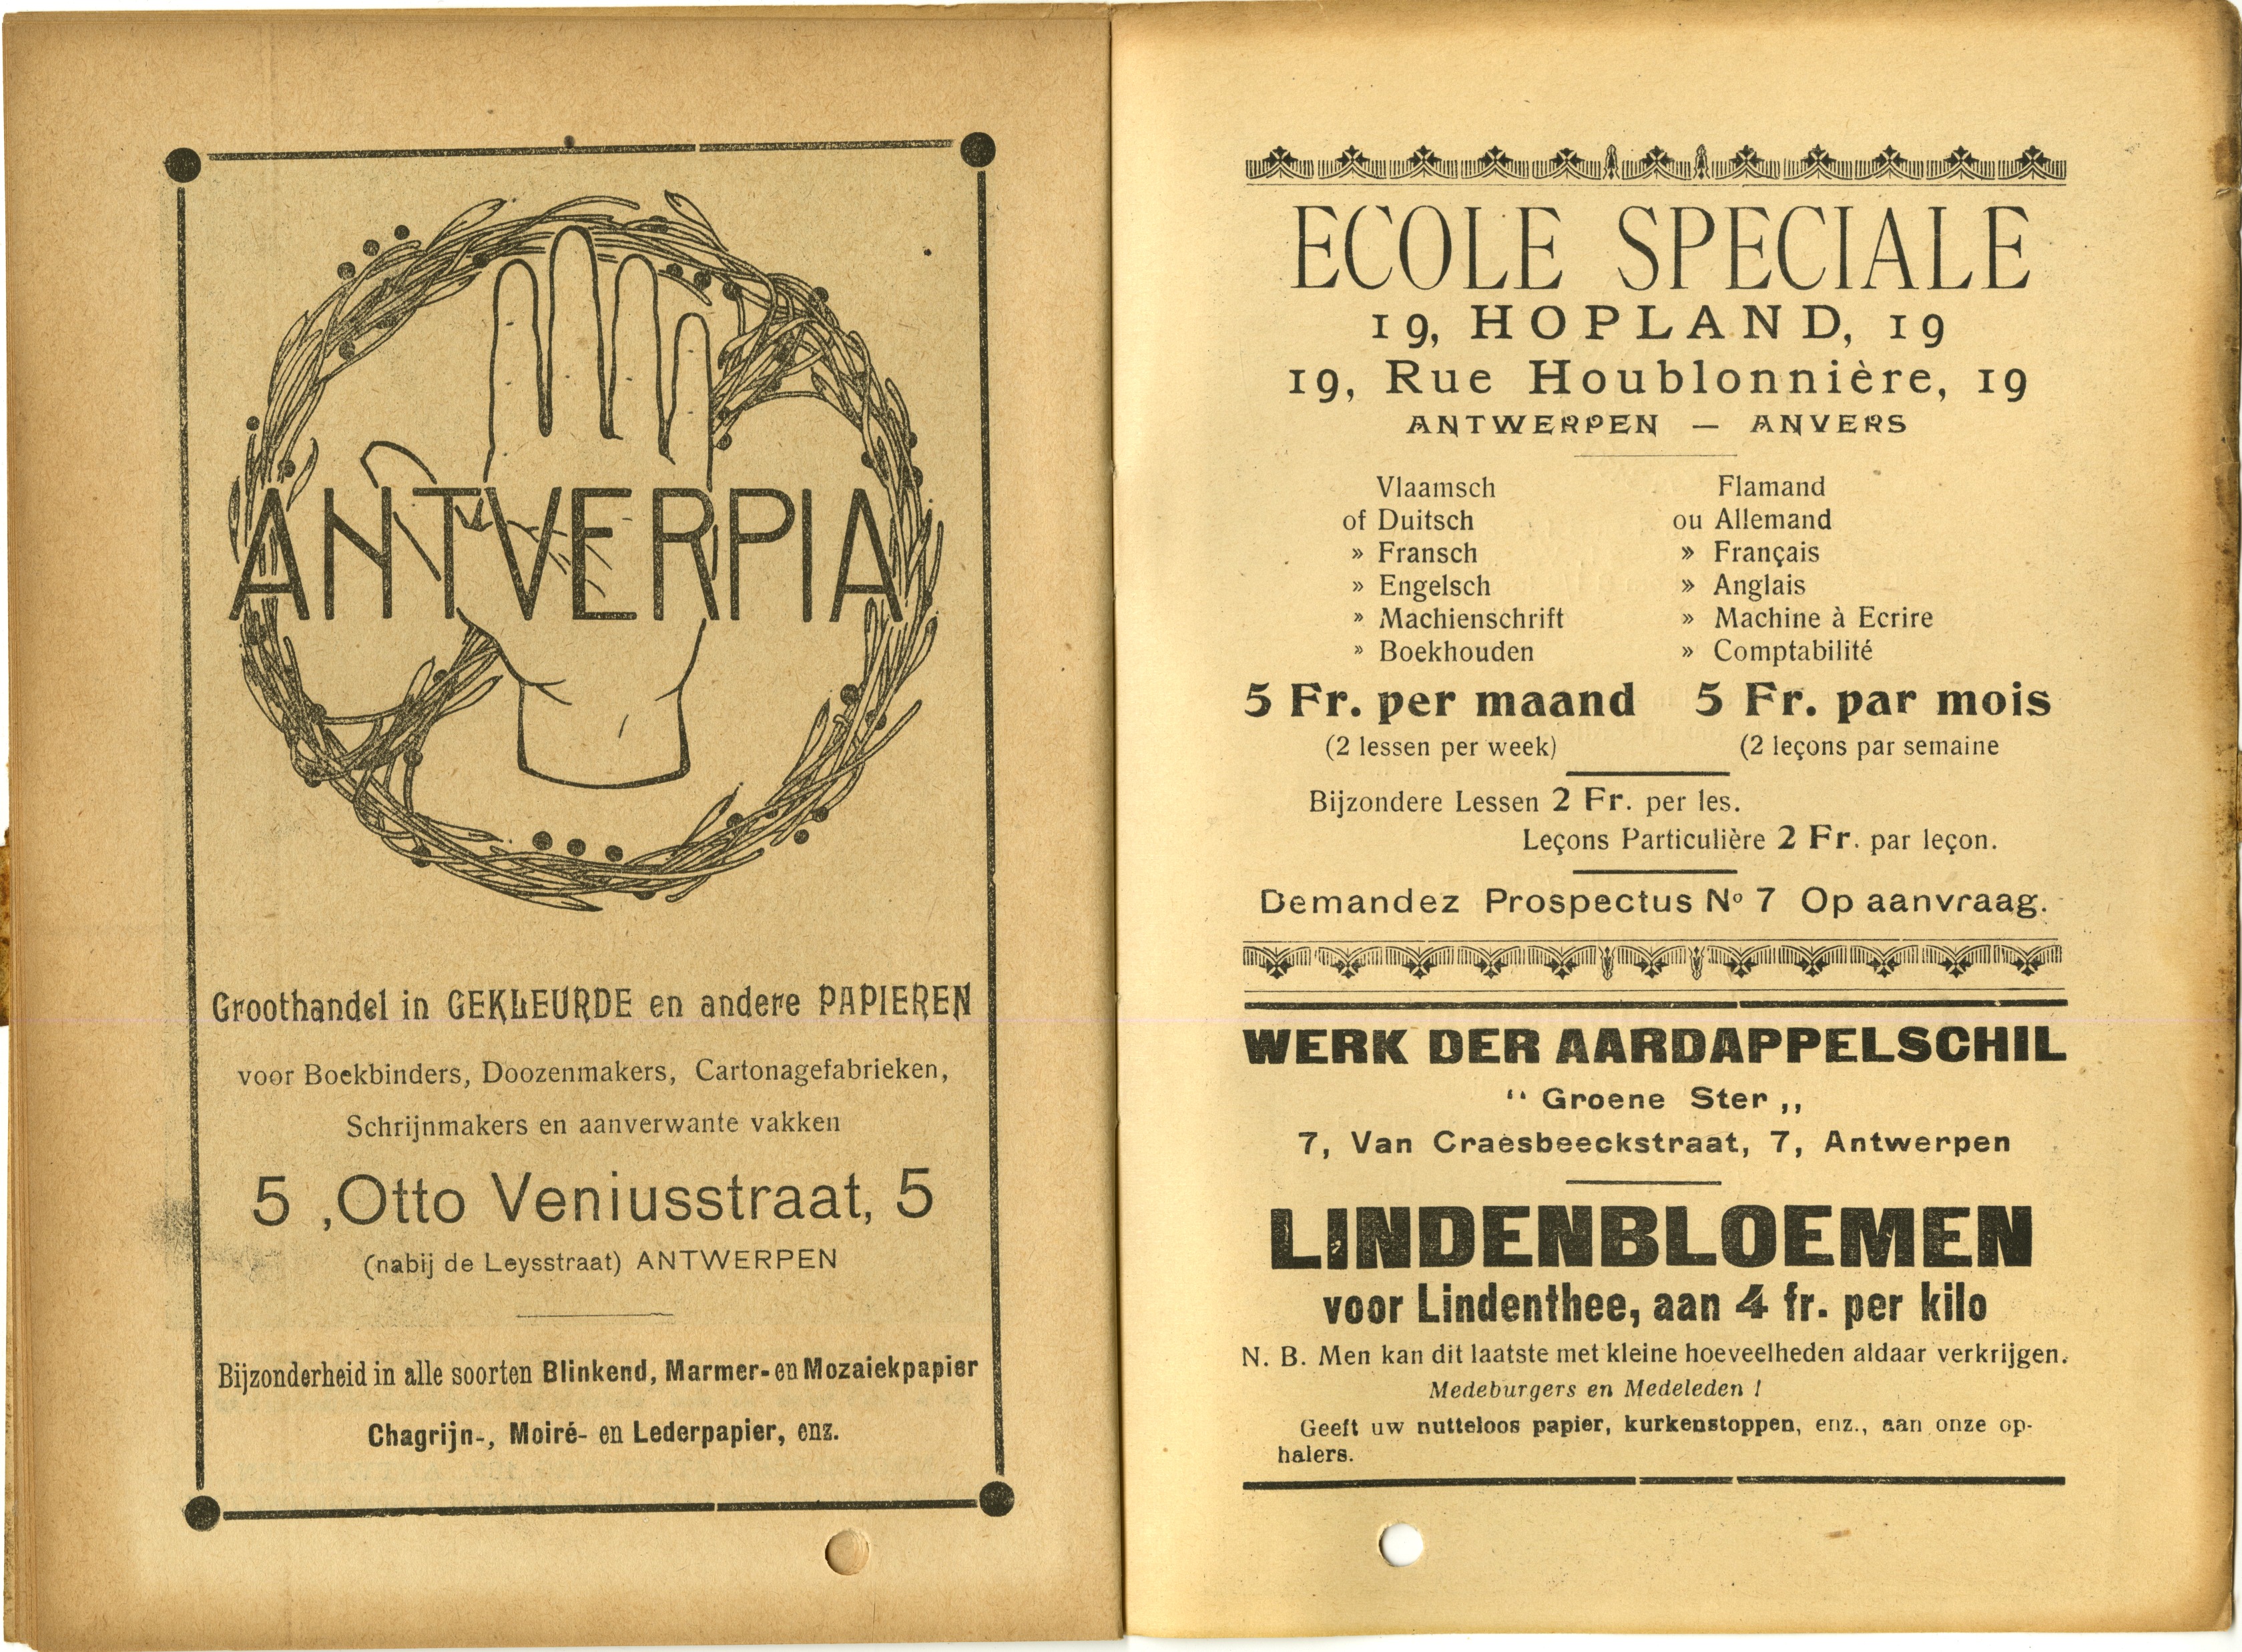 ANTVERPIA
Groothandel in GEKLEURDE en andere PAPIEREN
voor Boekbinders, Doozenmakers, Cartonagefabrieken,
Schrijnmakers en aanverwante vakken
5 ,Otto Veniusstraat, 5
(nabij de Leysstraat) ANTWERPEN
Bijzonderheid in alle soorten Blinkend, Marmer- en Mozaiekpapier
Chagrijn-, Moiré- en Lederpapier, enz.
ECOLE SPECIALE
19, HOPLAND, 19
19, Rue Houblonnière, 19
ANTWERPEN — ANVERS
Vlaamsch
of Duitsch
» Fransch
» Engelsch
» Machienschrift
» Boekhouden
5 Fr. per maand
(2 lessen per week)
Flamand
ou Allemand
» Français
» Anglais
» Machine à Ecrire
» Comptabilité
5 Fr. par mois
(2 leçons par semaine
Bijzondere Lessen 2 Fr. per les.
Leçons Particulière 2 Fr. par leçon.
Demandez Prospectus Nº 7 Op aanvraag.
WERK DER AARDAPPELSCHIL
“ Groene Ster ,,
7, Van Craesbeeckstraat, 7, Antwerpen
LINDENBLOEMEN
voor Lindenthee, aan 4 fr. per kilo
N. B. Men kan dit laatste met kleine hoeveelheden aldaar verkrijgen.
Medeburgers en Medeleden !
Geeft uw nutteloos papier, kurkenstoppen, enz., aan onze op-
halers.